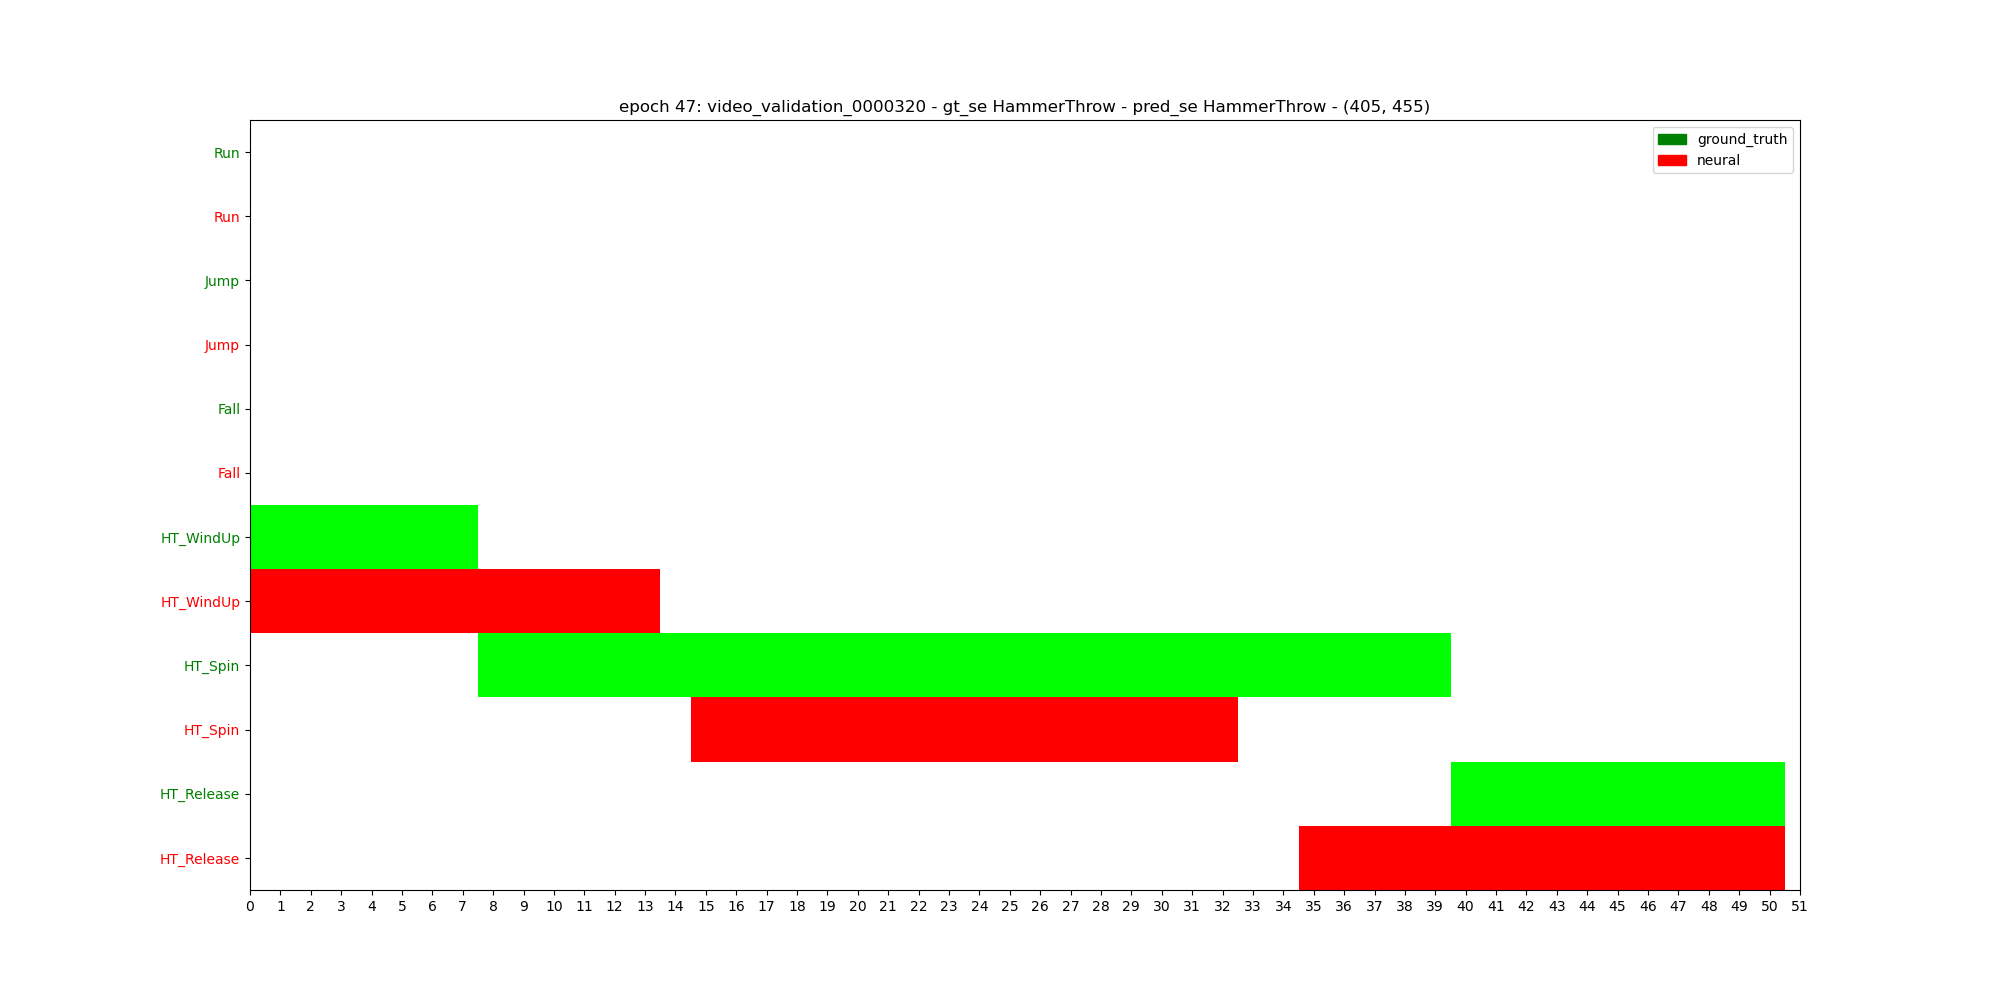 epoch 47: video_validation_0000320 - gt_se HammerThrow - pred_se HammerThrow - (405, 455)
ground_truth
neural
Run
Run
Jump
Jump
Fall
Fall
HT_WindUp
HT_WindUp
HT_Spin
HT_Spin
HT_Release
HT_Release
0 1 2 3 4 5 6 7 8 9 10 11 12 13 14 15 16 17 18 19 20 21 22 23 24 25 26 27 28 29 30 31 32 33 34 35 36 37 38 39 40 41 42 43 44 45 46 47 48 49 50 51